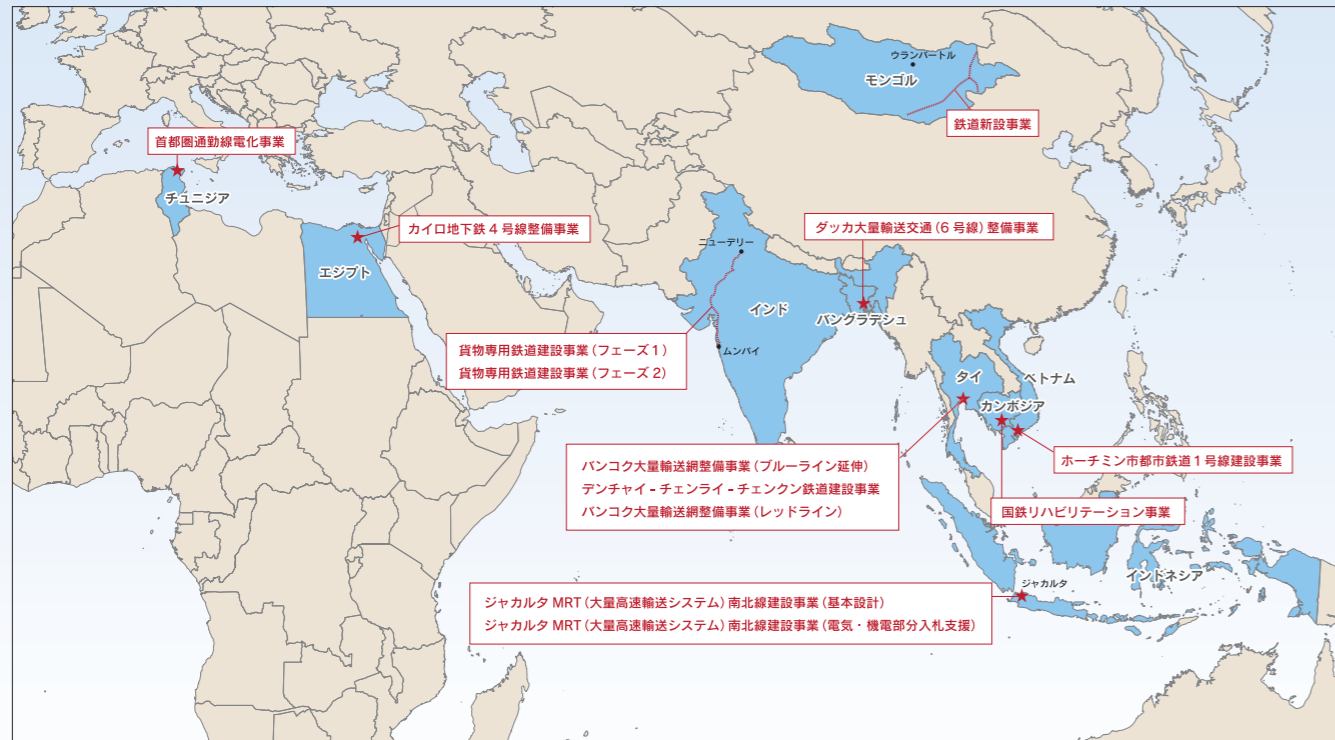 ウランバートル
モンゴル
鉄道新設事業
首都圏通勤線電化事業
チュニジア
カイロ地下鉄 4 号線整備事業
エジプト
ダッカ大量輸送交通 (6 号線) 整備事業
ニューデリー
インド
バングラデシュ
ムンバイ
貨物専用鉄道建設事業 (フェーズ 1)
貨物専用鉄道建設事業 (フェーズ 2)
タイ
ベトナム
カンボジア
ホーチミン市都市鉄道 1 号線建設事業
バンコク大量輸送網整備事業 (ブルーライン延伸)
デンチャイ - チェンライ - チェンクン鉄道建設事業
バンコク大量輸送網整備事業 (レッドライン)
国鉄リハビリテーション事業
インドネシア
ジャカルタ
ジャカルタ MRT (大量高速輸送システム) 南北線建設事業 (基本設計)
ジャカルタ MRT (大量高速輸送システム) 南北線建設事業 (電気・機電部分入札支援)